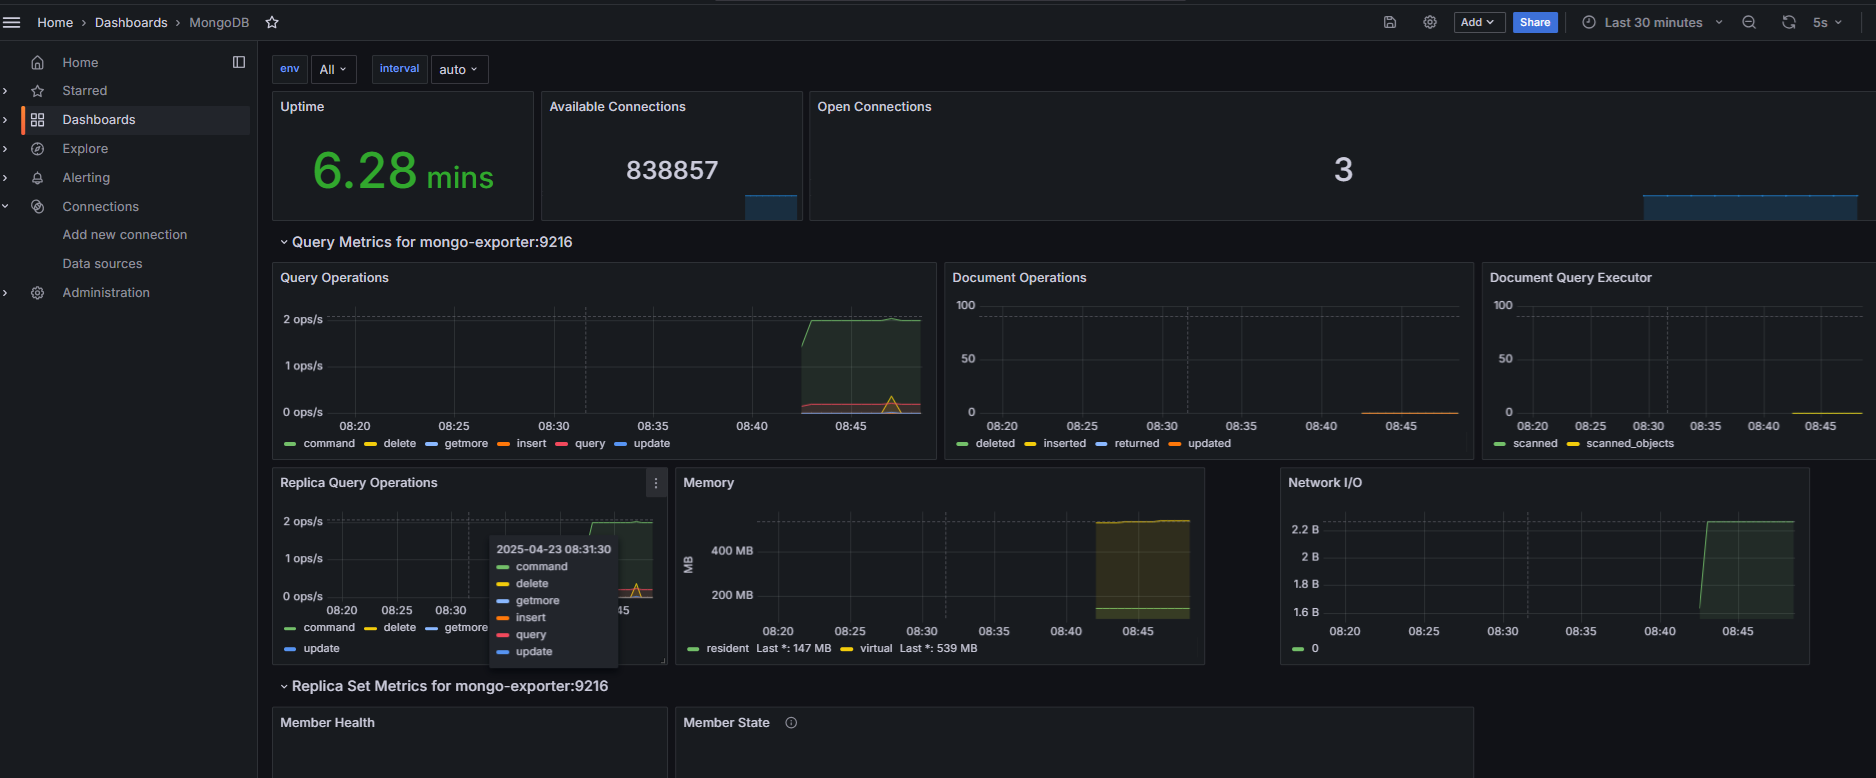 Home › Dashboards › MongoDB
Add
Share
Last 30 minutes
5s
Home
Starred
Dashboards
Explore
Alerting
Connections
Add new connection
Data sources
Administration
env All interval auto
Uptime
6.28 mins
Available Connections
838857
Open Connections
3
Query Metrics for mongo-exporter:9216
Query Operations
2 ops/s
1 ops/s
0 ops/s
08:20 08:25 08:30 08:35 08:40 08:45
command delete getmore insert query update
Document Operations
100
50
0
08:20 08:25 08:30 08:35 08:40 08:45
deleted inserted returned updated
Document Query Executor
100
50
0
08:20 08:25 08:30 08:35 08:40 08:45
scanned scanned_objects
Replica Query Operations
2 ops/s
1 ops/s
0 ops/s
08:20 08:25 08:30 45
command delete getmore
update
2025-04-23 08:31:30
command
delete
getmore
insert
query
update
Memory
MB
400 MB
200 MB
08:20 08:25 08:30 08:35 08:40 08:45
resident Last *: 147 MB virtual Last *: 539 MB
Network I/O
2.2 B
2 B
1.8 B
1.6 B
08:20 08:25 08:30 08:35 08:40 08:45
0
Replica Set Metrics for mongo-exporter:9216
Member Health
Member State